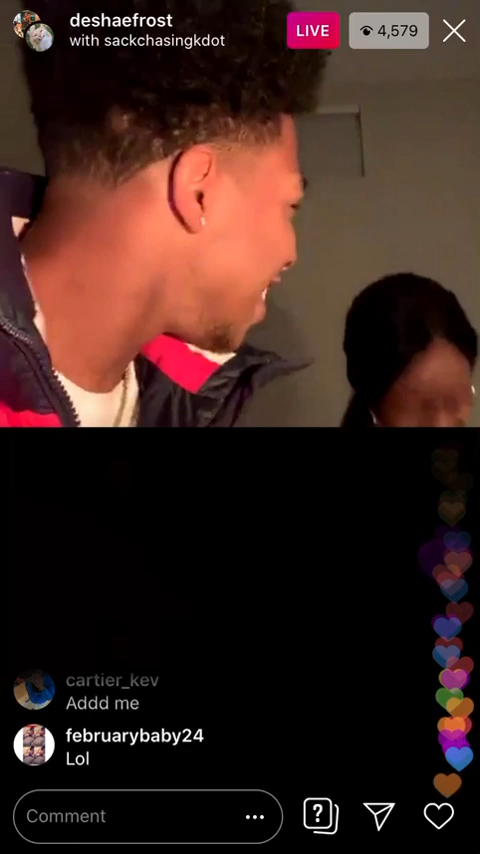 deshaefrost
with sackchasingkdot
LIVE
4,579
cartier_kev
Addd me
februarybaby24
Lol
Comment